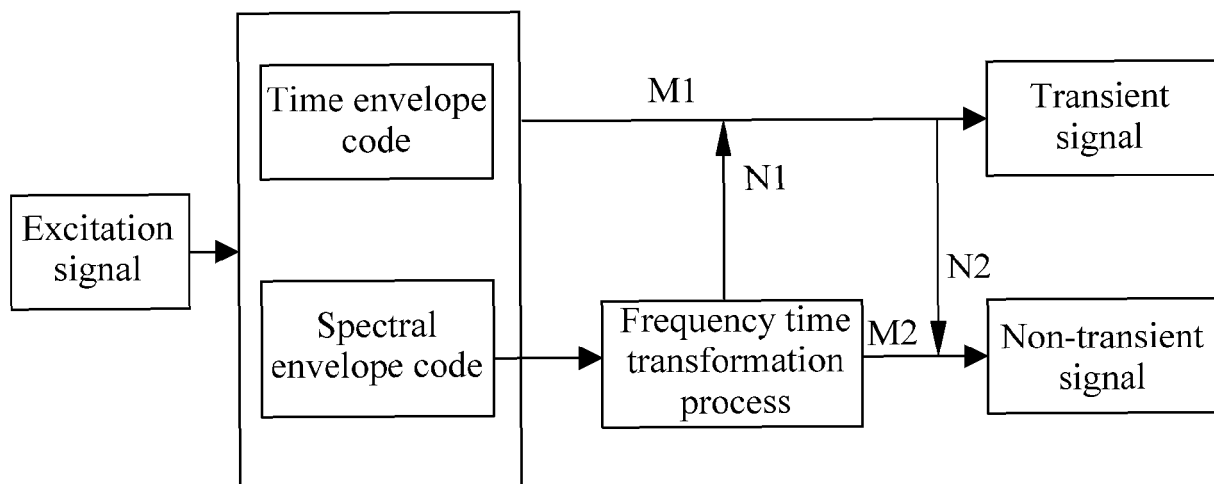 Time envelope
code
M1
Transient
signal
N1
Excitation
signal
N2
Spectral
envelope code
Frequency time
transformation
process
M2
Non-transient
signal